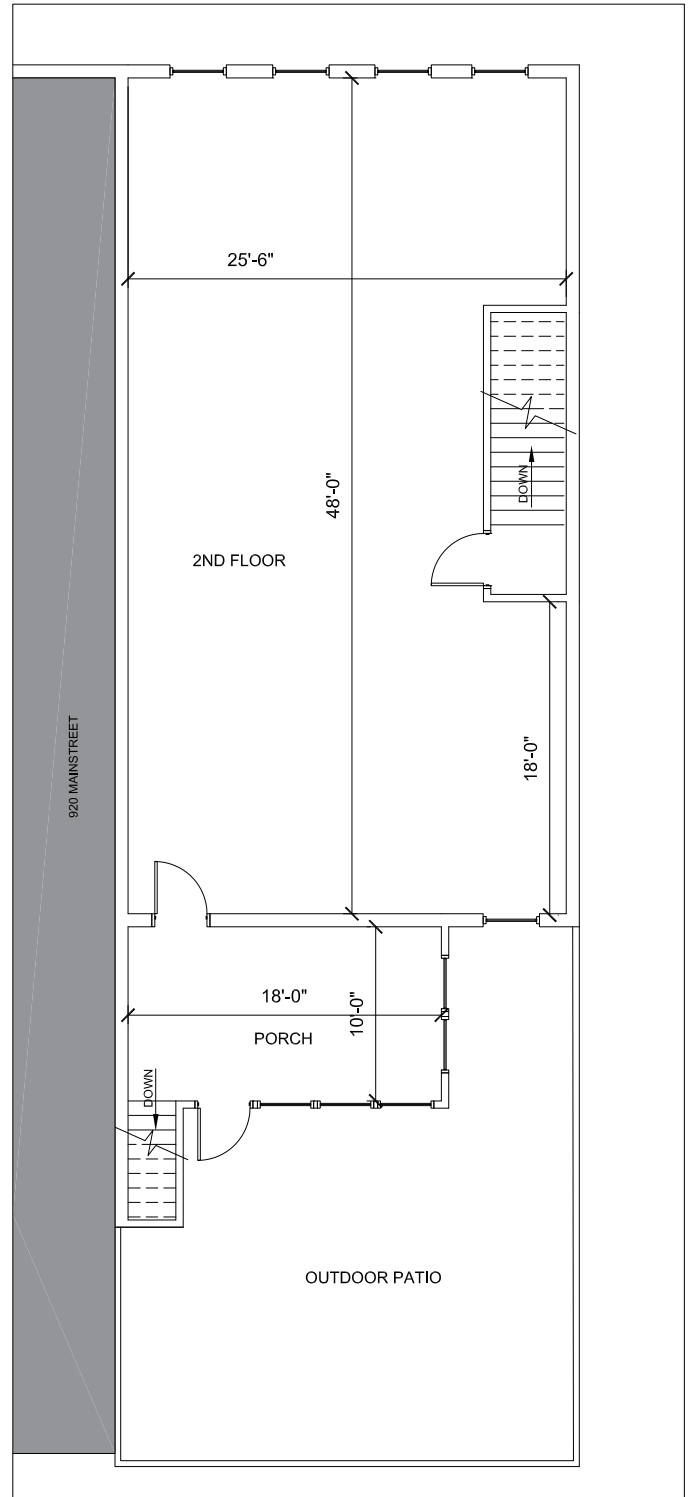 25'-6"
48'-0"
DOWN
2ND FLOOR
920 MAINSTREET
18'-0"
18'-0"
10'-0"
PORCH
DOWN
OUTDOOR PATIO